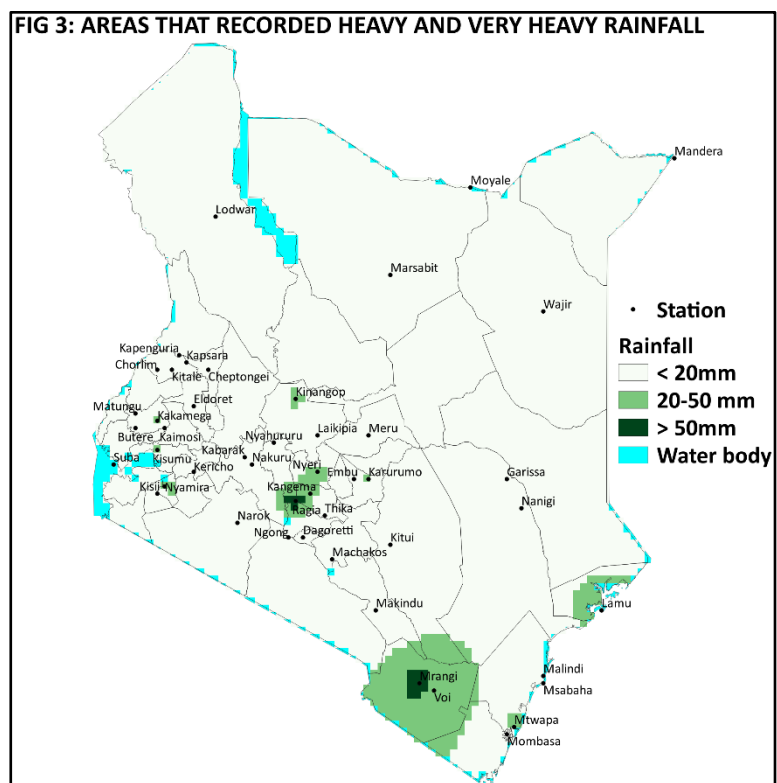 FIG 3: AREAS THAT RECORDED HEAVY AND VERY HEAVY RAINFALL
Mandera
Moyale
Lodwar
Marsabit
Wajir
Station
Rainfall
< 20mm
20-50 mm
> 50mm
Water body
Kapenguria
Kapsara
Chorlim
Kitale
Cheptongei
Kinangop
Eldoret
Matungu
Kakamega
Butere
Kaimosi
Nyahururu
Laikipia
Meru
Kabarak
Suba
Kisumu
Kericho
Nakuru
Nyeri
Embu
Karurumo
Garissa
Kisii
Nyamira
Kangema
Nanigi
Ragia
Thika
Narok
Ngong
Dagoretti
Kitui
Machakos
Makindu
Lamu
Mrangi
Voi
Malindi
Msabaha
Mtwapa
Mombasa